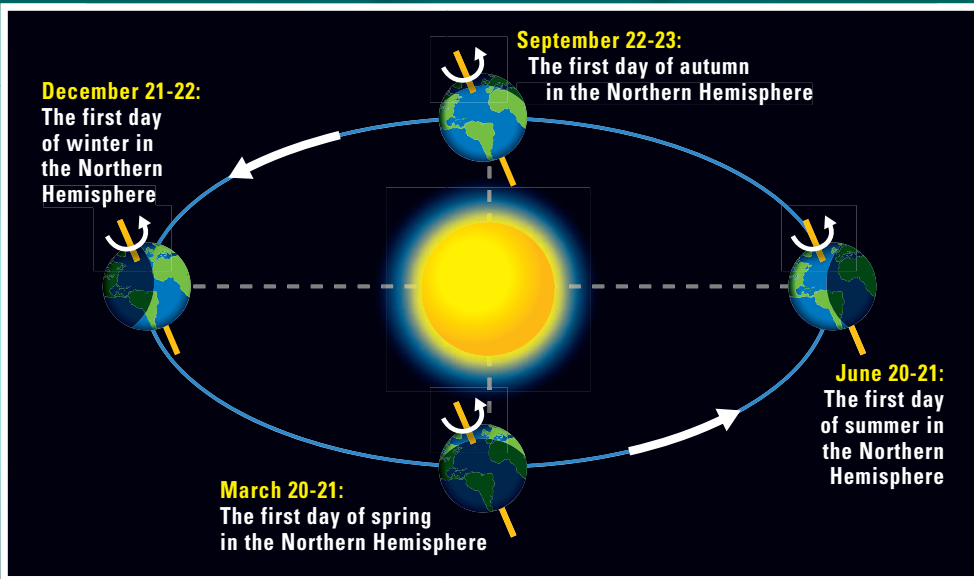 September 22-23:
The first day of autumn
in the Northern Hemisphere
December 21-22:
The first day
of winter in
the Northern
Hemisphere
June 20-21:
The first day
of summer in
the Northern
Hemisphere
March 20-21:
The first day of spring
in the Northern Hemisphere